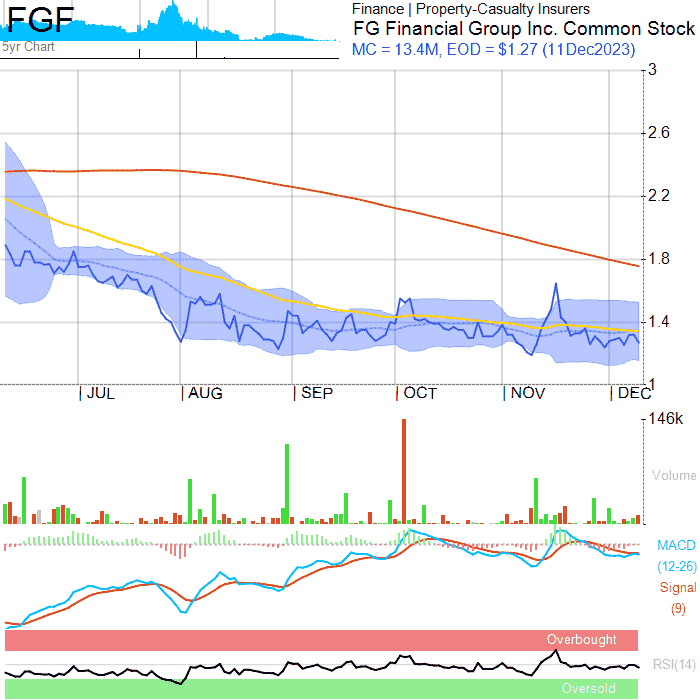 FGF
5yr Chart
Finance | Property-Casualty Insurers
FG Financial Group Inc. Common Stock
MC = 13.4M, EOD = $1.27 (11Dec2023)
3
2.6
2.2
1.8
1.4
1
JUL
AUG
SEP
OCT
NOV
DEC
146k
Volume
MACD
(12-26)
Signal
(9)
Overbought
RSI(14)
Oversold